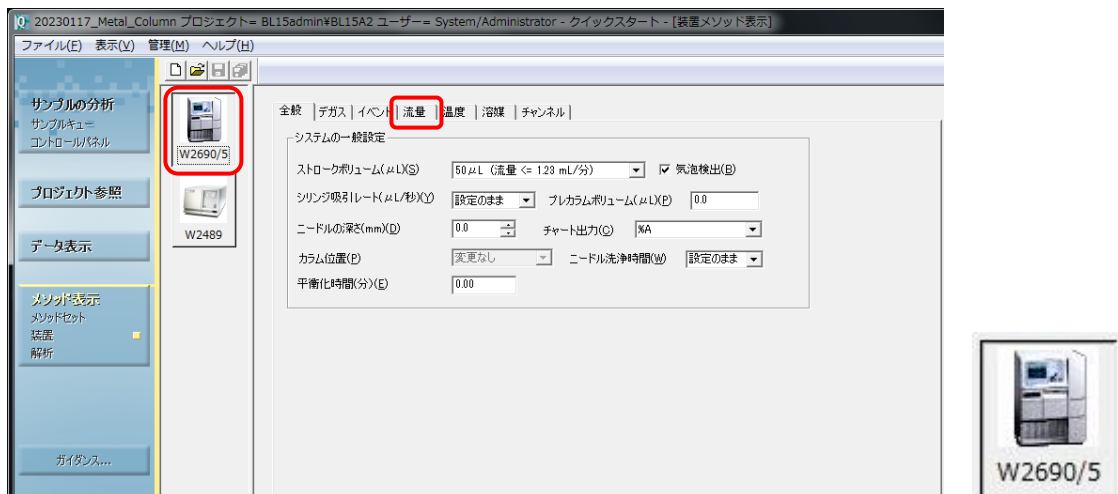 20230117_Metal_Column プロジェクト= BL15admin¥BL15A2 ユーザー= System/Administrator - クイックスタート - [装置メソッド表示]
ファイル(F) 表示(V) 管理(M) ヘルプ(H)
サンプルの分析
サンプルキュー
コントロールパネル
プロジェクト参照
データ表示
メソッド表示
メソッドセット
装置
解析
ガイダンス...
W2690/5
W2489
全般 デガス イベント 流量 温度 溶媒 チャンネル
システムの一般設定
ストロークボリューム(μL)(S) 50μL (流量 <= 1.23 mL/分) 気泡検出(B)
シリンジ吸引レート(μL/秒)(Y) 設定のまま プレカラムボリューム(μL)(P) 0.0
ニードルの深さ(mm)(D) 0.0 チャート出力(C) %A
カラム位置(P) 変更なし ニードル洗浄時間(W) 設定のまま
平衡化時間(分)(E) 0.00
W2690/5